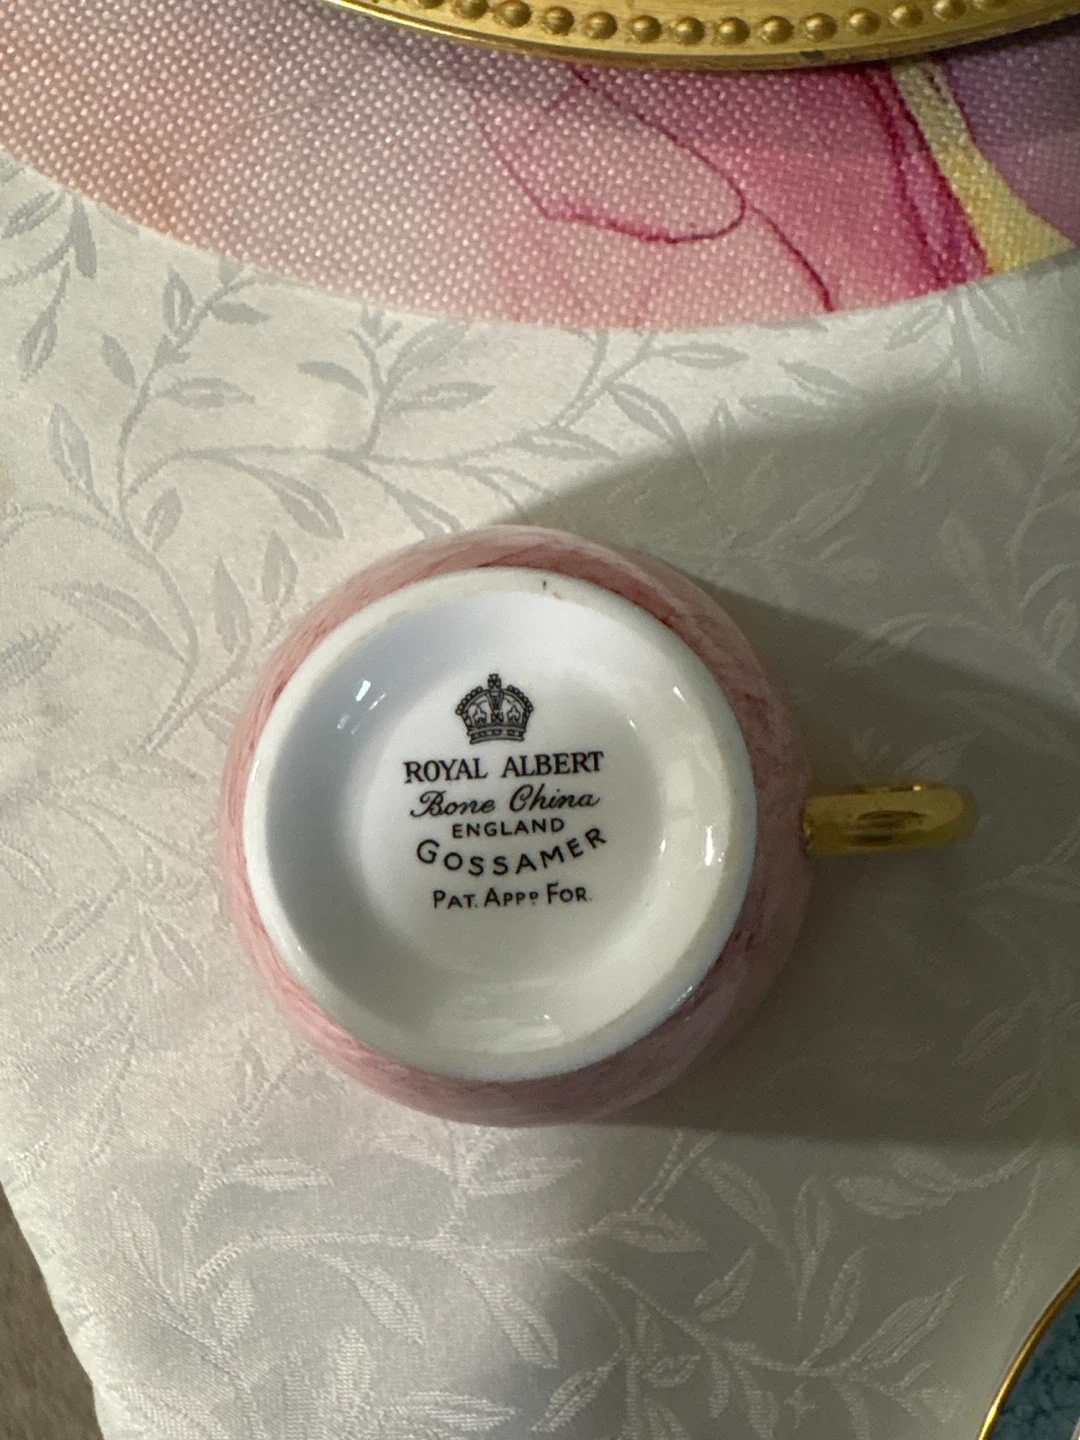 ROYAL ALBERT
Bone China
ENGLAND
GOSSAMER
PAT. APPD FOR.